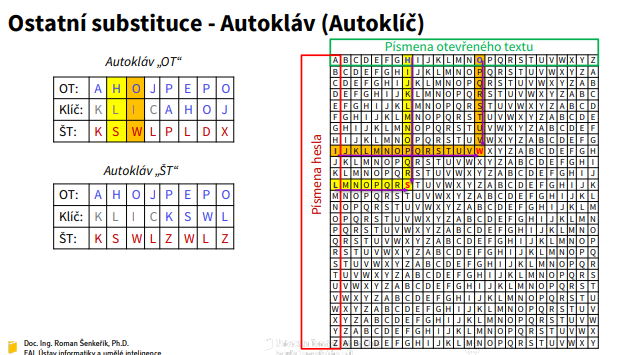 Ostatní substituce - Autokláv (Autoklíč)
Autokláv „OT“
OT: A H O J P E P O
Klíč: K L I C A H O J
ŠT: K S W L P L D X
Autokláv „ŠT“
OT: A H O J P E P O
Klíč: K L I C K S W L
ŠT: K S W L Z W L Z
Písmena otevřeného textu
Písmena hesla
A B C D E F G H I J K L M N O P Q R S T U V W X Y Z
B C D E F G H I J K L M N O P Q R S T U V W X Y Z A
C D E F G H I J K L M N O P Q R S T U V W X Y Z A B
D E F G H I J K L M N O P Q R S T U V W X Y Z A B C
E F G H I J K L M N O P Q R S T U V W X Y Z A B C D
F G H I J K L M N O P Q R S T U V W X Y Z A B C D E
G H I J K L M N O P Q R S T U V W X Y Z A B C D E F
H I J K L M N O P Q R S T U V W X Y Z A B C D E F G
I J K L M N O P Q R S T U V W X Y Z A B C D E F G H
J K L M N O P Q R S T U V W X Y Z A B C D E F G H I
K L M N O P Q R S T U V W X Y Z A B C D E F G H I J
L M N O P Q R S T U V W X Y Z A B C D E F G H I J K
M N O P Q R S T U V W X Y Z A B C D E F G H I J K L
N O P Q R S T U V W X Y Z A B C D E F G H I J K L M
O P Q R S T U V W X Y Z A B C D E F G H I J K L M N
P Q R S T U V W X Y Z A B C D E F G H I J K L M N O
Q R S T U V W X Y Z A B C D E F G H I J K L M N O P
R S T U V W X Y Z A B C D E F G H I J K L M N O P Q
S T U V W X Y Z A B C D E F G H I J K L M N O P Q R
T U V W X Y Z A B C D E F G H I J K L M N O P Q R S
U V W X Y Z A B C D E F G H I J K L M N O P Q R S T
V W X Y Z A B C D E F G H I J K L M N O P Q R S T U
W X Y Z A B C D E F G H I J K L M N O P Q R S T U V
X Y Z A B C D E F G H I J K L M N O P Q R S T U V W
Y Z A B C D E F G H I J K L M N O P Q R S T U V W X
Z A B C D E F G H I J K L M N O P Q R S T U V W X Y
Doc. Ing. Roman Šenkeřík, Ph.D.
FAI, Ústav informatiky a umělé inteligence